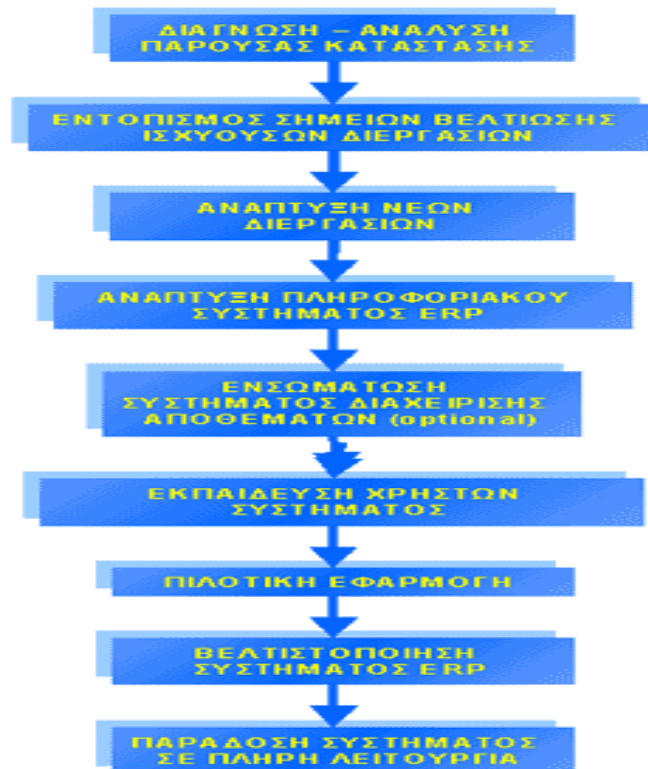 ΔΙΑΓΝΩΣΗ – ΑΝΑΛΥΣΗ
ΠΑΡΟΥΣΑΣ ΚΑΤΑΣΤΑΣΗΣ
ΕΝΤΟΠΙΣΜΟΣ ΣΗΜΕΙΩΝ ΒΕΛΤΙΩΣΗΣ
ΙΣΧΥΟΥΣΩΝ ΔΙΕΡΓΑΣΙΩΝ
ΑΝΑΠΤΥΞΗ ΝΕΩΝ
ΔΙΕΡΓΑΣΙΩΝ
ΑΝΑΠΤΥΞΗ ΠΛΗΡΟΦΟΡΙΑΚΟΥ
ΣΥΣΤΗΜΑΤΟΣ ERP
ΕΝΣΩΜΑΤΩΣΗ
ΣΥΣΤΗΜΑΤΟΣ ΔΙΑΧΕΙΡΙΣΗΣ
ΑΠΟΘΕΜΑΤΩΝ (optional)
ΕΚΠΑΙΔΕΥΣΗ ΧΡΗΣΤΩΝ
ΣΥΣΤΗΜΑΤΟΣ
ΠΙΛΟΤΙΚΗ ΕΦΑΡΜΟΓΗ
ΒΕΛΤΙΣΤΟΠΟΙΗΣΗ
ΣΥΣΤΗΜΑΤΟΣ ERP
ΠΑΡΑΔΟΣΗ ΣΥΣΤΗΜΑΤΟΣ
ΣΕ ΠΛΗΡΗ ΛΕΙΤΟΥΡΓΙΑ